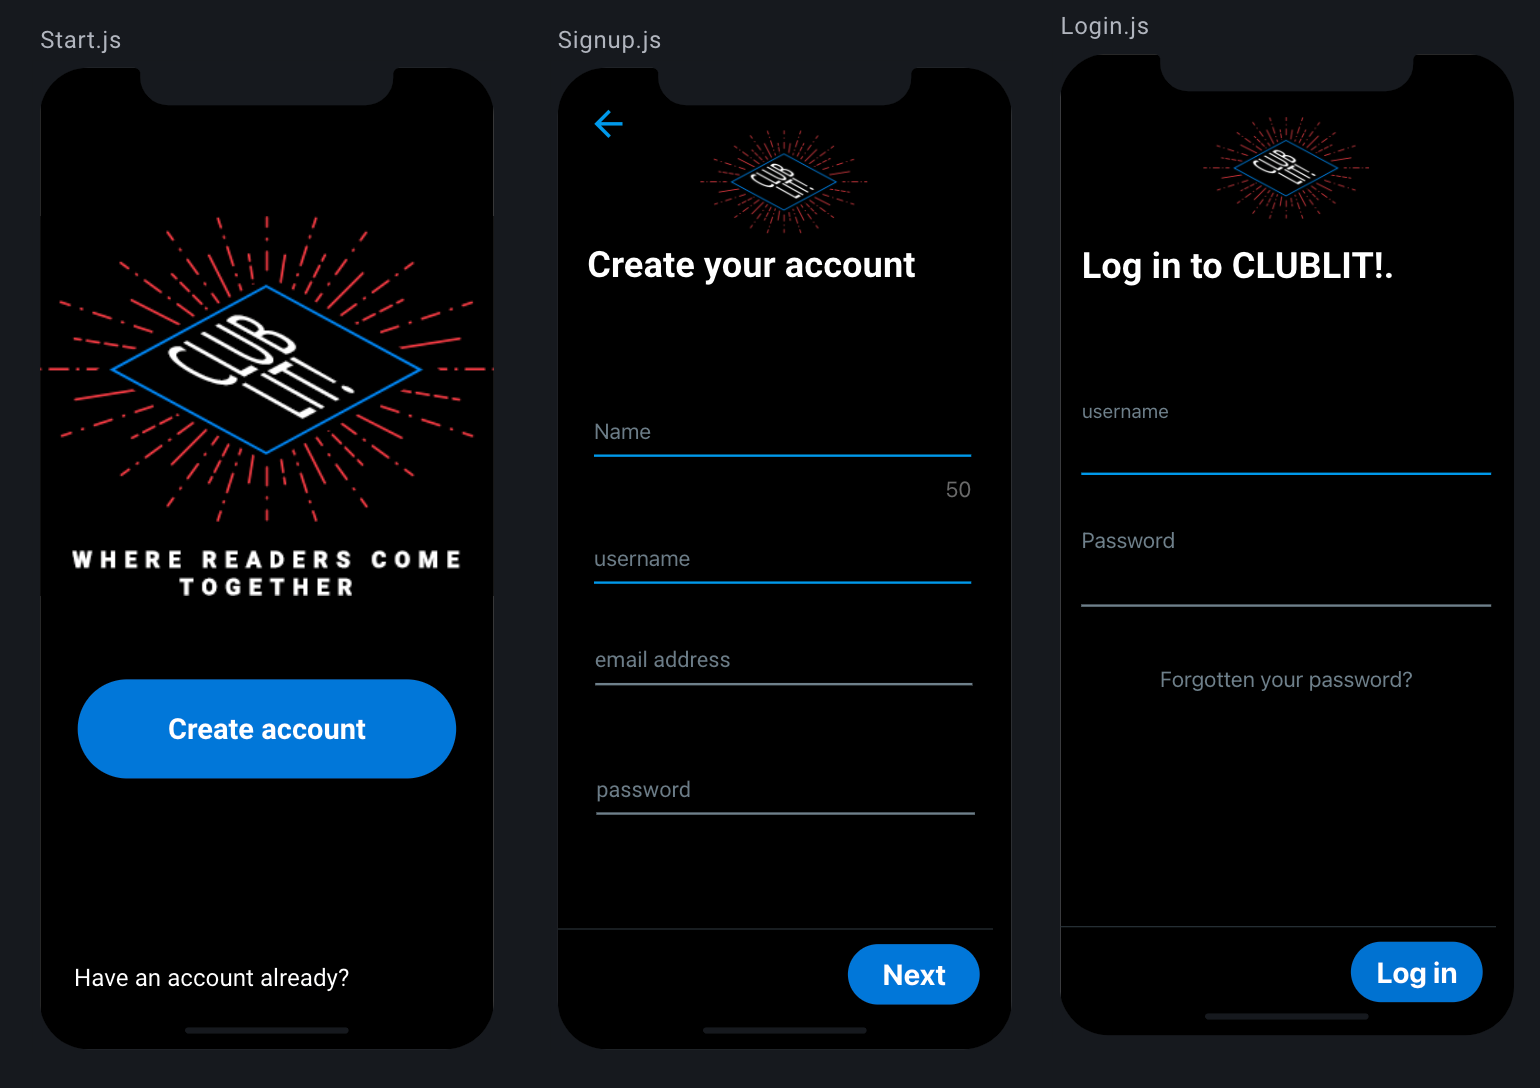 Start.js
CLUB
LIT!
WHERE READERS COME
TOGETHER
Create account
Have an account already?
Signup.js
CLUB
LIT!
Create your account
Name
50
username
email address
password
Next
Login.js
CLUB
LIT!
Log in to CLUBLIT!.
username
Password
Forgotten your password?
Log in